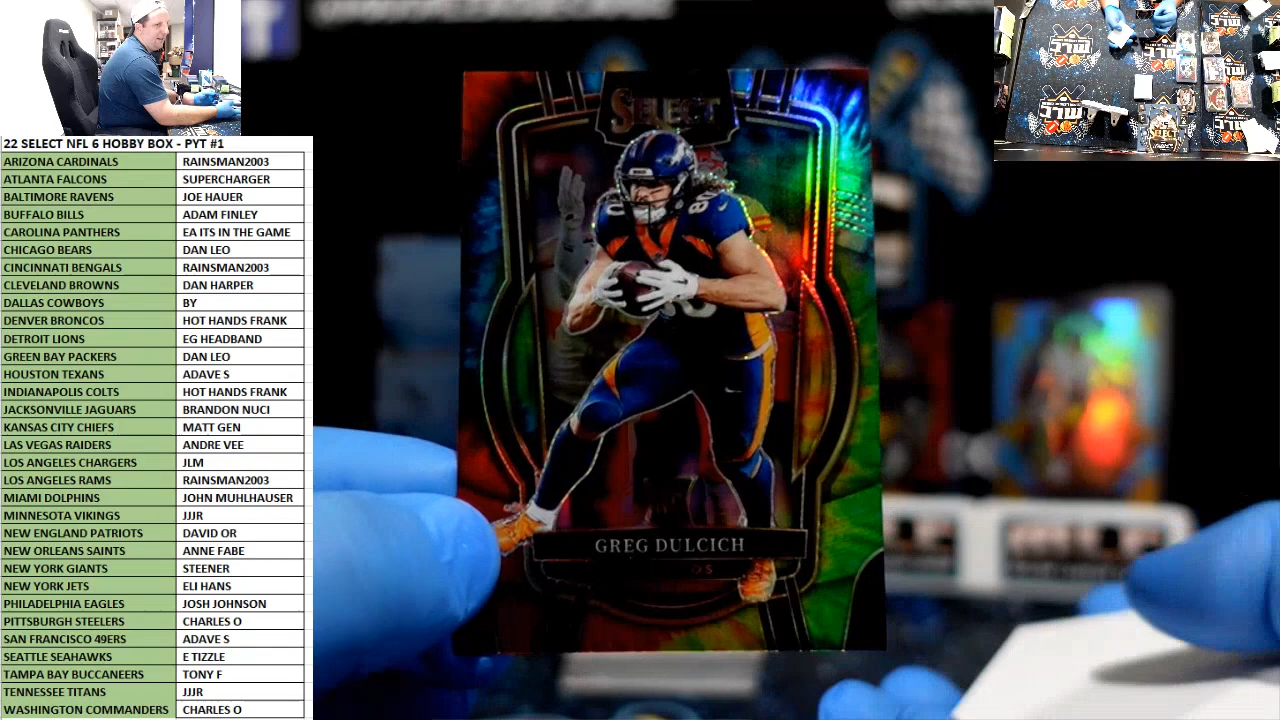 22 SELECT NFL 6 HOBBY BOX - PYT #1
ARIZONA CARDINALS RAINSMAN2003
ATLANTA FALCONS SUPERCHARGER
BALTIMORE RAVENS JOE HAUER
BUFFALO BILLS ADAM FINLEY
CAROLINA PANTHERS EA ITS IN THE GAME
CHICAGO BEARS DAN LEO
CINCINNATI BENGALS RAINSMAN2003
CLEVELAND BROWNS DAN HARPER
DALLAS COWBOYS BY
DENVER BRONCOS HOT HANDS FRANK
DETROIT LIONS EG HEADBAND
GREEN BAY PACKERS DAN LEO
HOUSTON TEXANS ADAVE S
INDIANAPOLIS COLTS HOT HANDS FRANK
JACKSONVILLE JAGUARS BRANDON NUCI
KANSAS CITY CHIEFS MATT GEN
LAS VEGAS RAIDERS ANDRE VEE
LOS ANGELES CHARGERS JLM
LOS ANGELES RAMS RAINSMAN2003
MIAMI DOLPHINS JOHN MUHLHAUSER
MINNESOTA VIKINGS JJJR
NEW ENGLAND PATRIOTS DAVID OR
NEW ORLEANS SAINTS ANNE FABE
NEW YORK GIANTS STEENER
NEW YORK JETS ELI HANS
PHILADELPHIA EAGLES JOSH JOHNSON
PITTSBURGH STEELERS CHARLES O
SAN FRANCISCO 49ERS ADAVE S
SEATTLE SEAHAWKS E TIZZLE
TAMPA BAY BUCCANEERS TONY F
TENNESSEE TITANS JJJR
WASHINGTON COMMANDERS CHARLES O
SELECT
80
GREG DULCICH